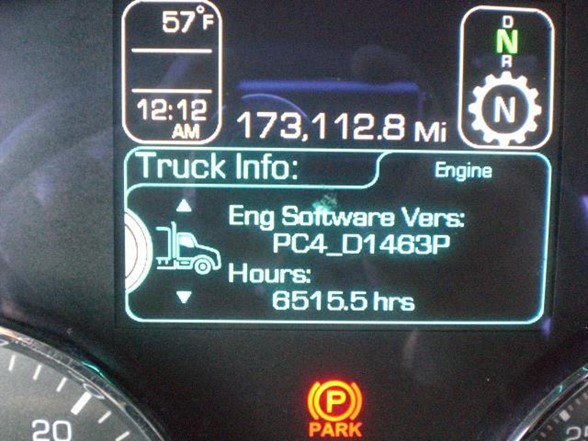 57°F
D
N
R
N
12:12
AM
173,112.8 Mi
Truck Info:
Engine
Eng Software Vers:
PC4_D1463P
Hours:
6515.5 hrs
P
PARK
20